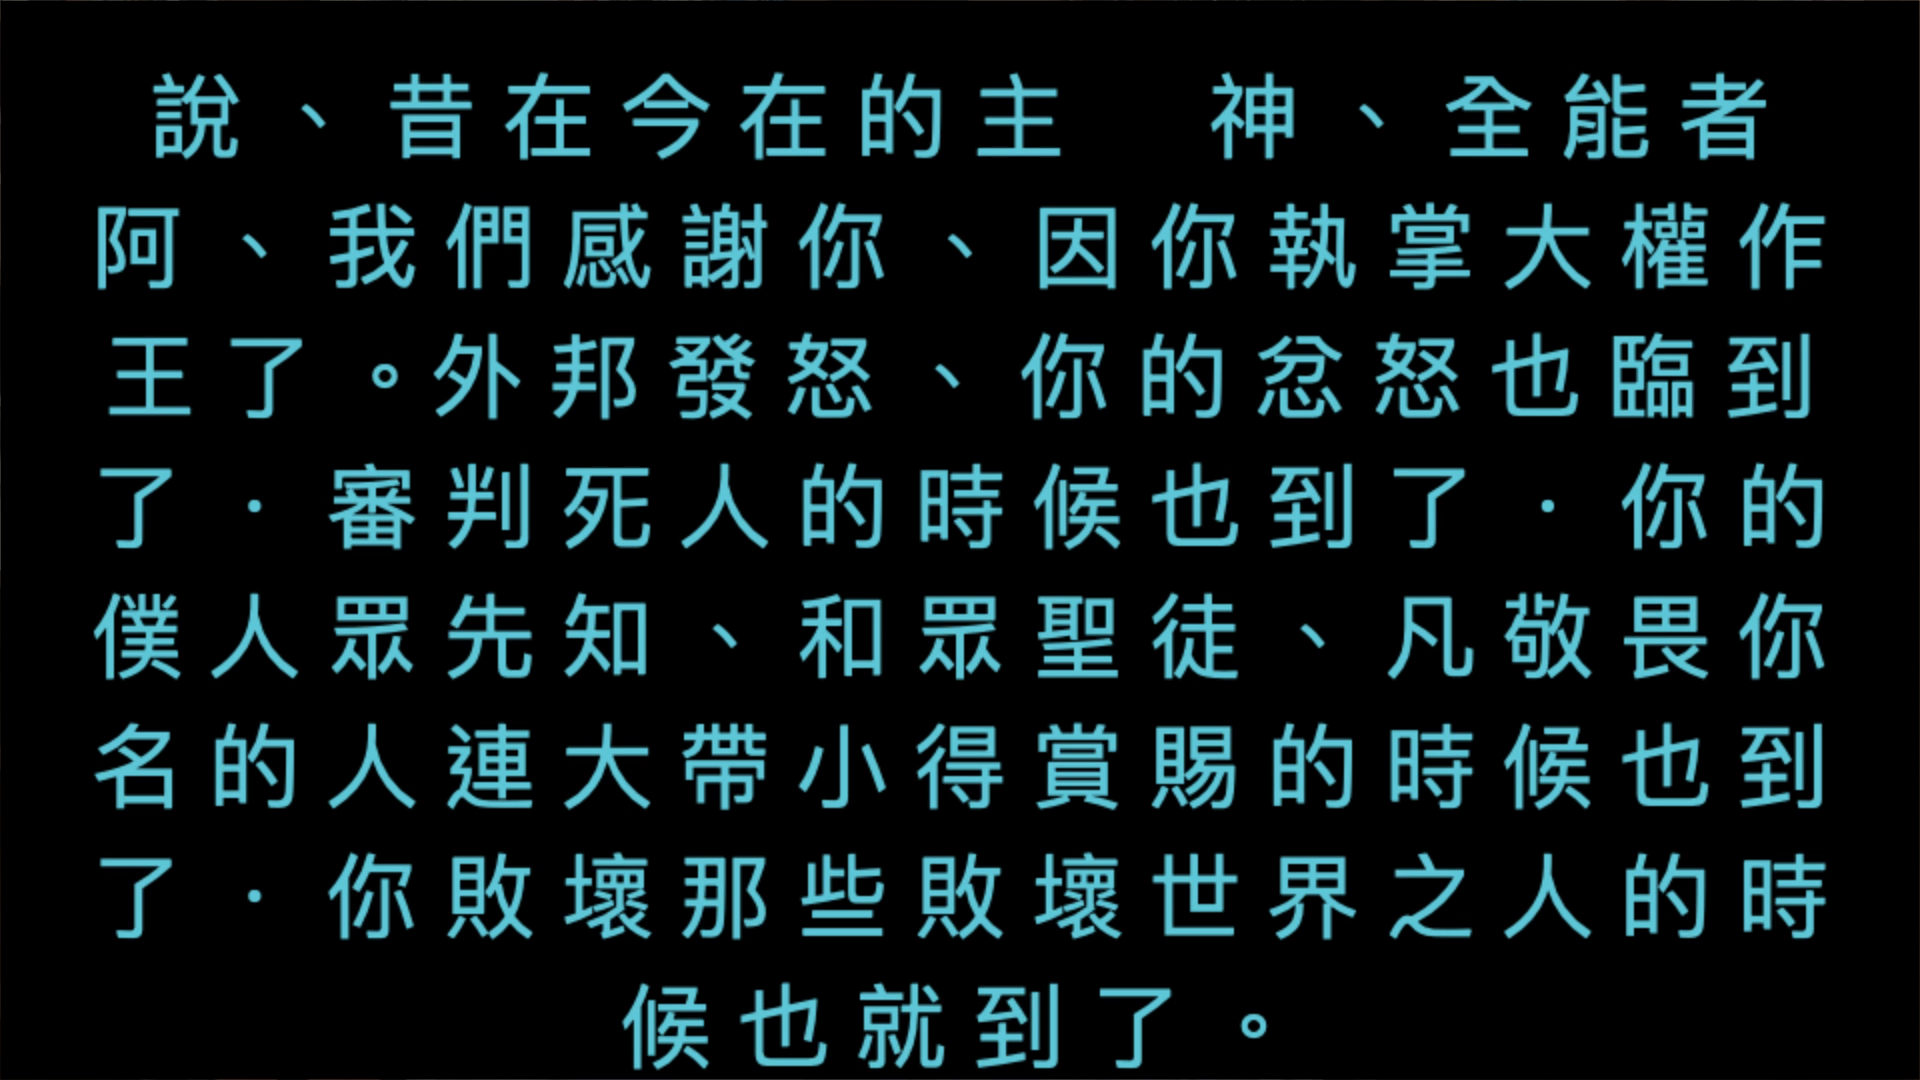 說、昔在今在的主　神、全能者
阿、我們感謝你、因你執掌大權作
王了。外邦發怒、你的忿怒也臨到
了．審判死人的時候也到了．你的
僕人眾先知、和眾聖徒、凡敬畏你
名的人連大帶小得賞賜的時候也到
了．你敗壞那些敗壞世界之人的時
候也就到了。